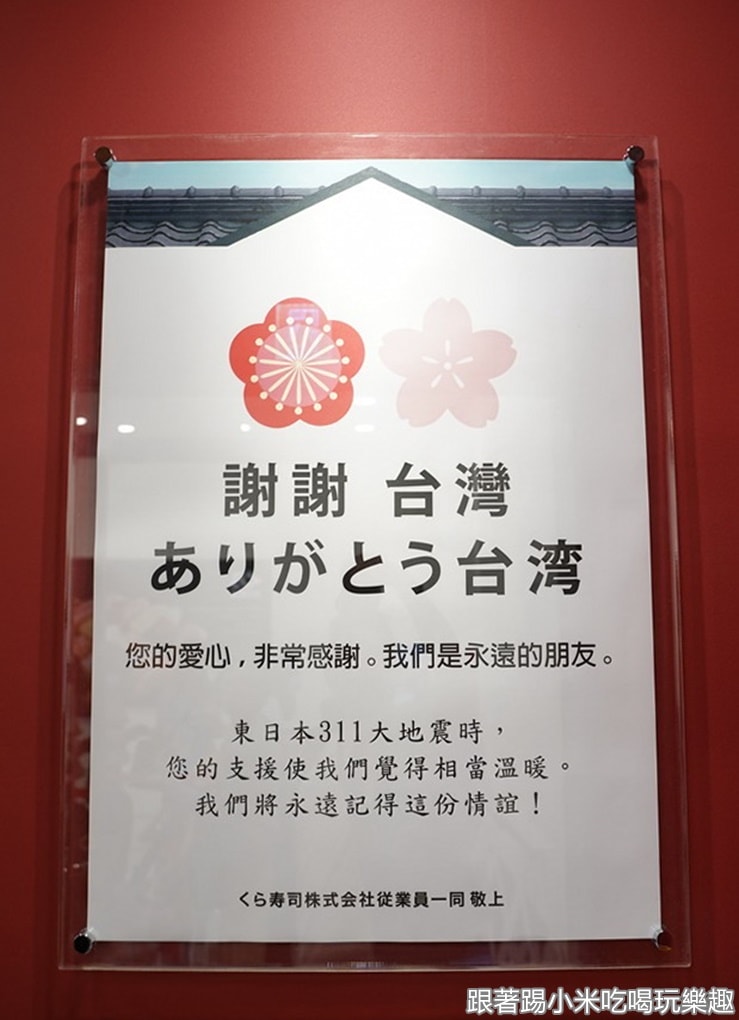 謝謝 台灣
ありがとう台湾
您的愛心，非常感謝。我們是永遠的朋友。
東日本311大地震時，
您的支援使我們覺得相當溫暖。
我們將永遠記得這份情誼！
くら寿司株式会社従業員一同 敬上
跟著踢小米吃喝玩樂趣